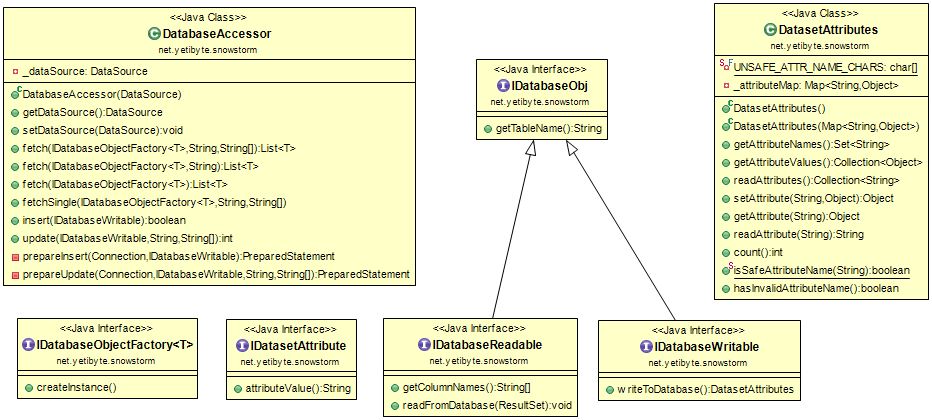 <<Java Class>>
DatabaseAccessor
net.yetibyte.snowstorm
_dataSource: DataSource
DatabaseAccessor(DataSource)
getDataSource():DataSource
setDataSource(DataSource):void
fetch(IDatabaseObjectFactory<T>,String,String[]):List<T>
fetch(IDatabaseObjectFactory<T>,String):List<T>
fetch(IDatabaseObjectFactory<T>):List<T>
fetchSingle(IDatabaseObjectFactory<T>,String,String[])
insert(IDatabaseWritable):boolean
update(IDatabaseWritable,String,String[]):int
prepareInsert(Connection,IDatabaseWritable):PreparedStatement
prepareUpdate(Connection,IDatabaseWritable,String,String[]):PreparedStatement
<<Java Interface>>
IDatabaseObj
net.yetibyte.snowstorm
getTableName():String
<<Java Class>>
DatasetAttributes
net.yetibyte.snowstorm
UNSAFE_ATTR_NAME_CHARS: char[]
_attributeMap: Map<String,Object>
DatasetAttributes()
DatasetAttributes(Map<String,Object>)
getAttributeNames():Set<String>
getAttributeValues():Collection<Object>
readAttributes():Collection<String>
setAttribute(String,Object):Object
getAttribute(String):Object
readAttribute(String):String
count():int
isSafeAttributeName(String):boolean
hasInvalidAttributeName():boolean
<<Java Interface>>
IDatabaseObjectFactory<T>
net.yetibyte.snowstorm
createInstance()
<<Java Interface>>
IDatasetAttribute
net.yetibyte.snowstorm
attributeValue():String
<<Java Interface>>
IDatabaseReadable
net.yetibyte.snowstorm
getColumnNames():String[]
readFromDatabase(ResultSet):void
<<Java Interface>>
IDatabaseWritable
net.yetibyte.snowstorm
writeToDatabase():DatasetAttributes